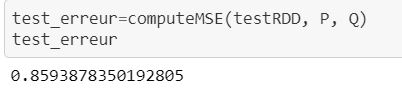 test_erreur=computeMSE(testRDD, P, Q)
test_erreur
0.8593878350192805